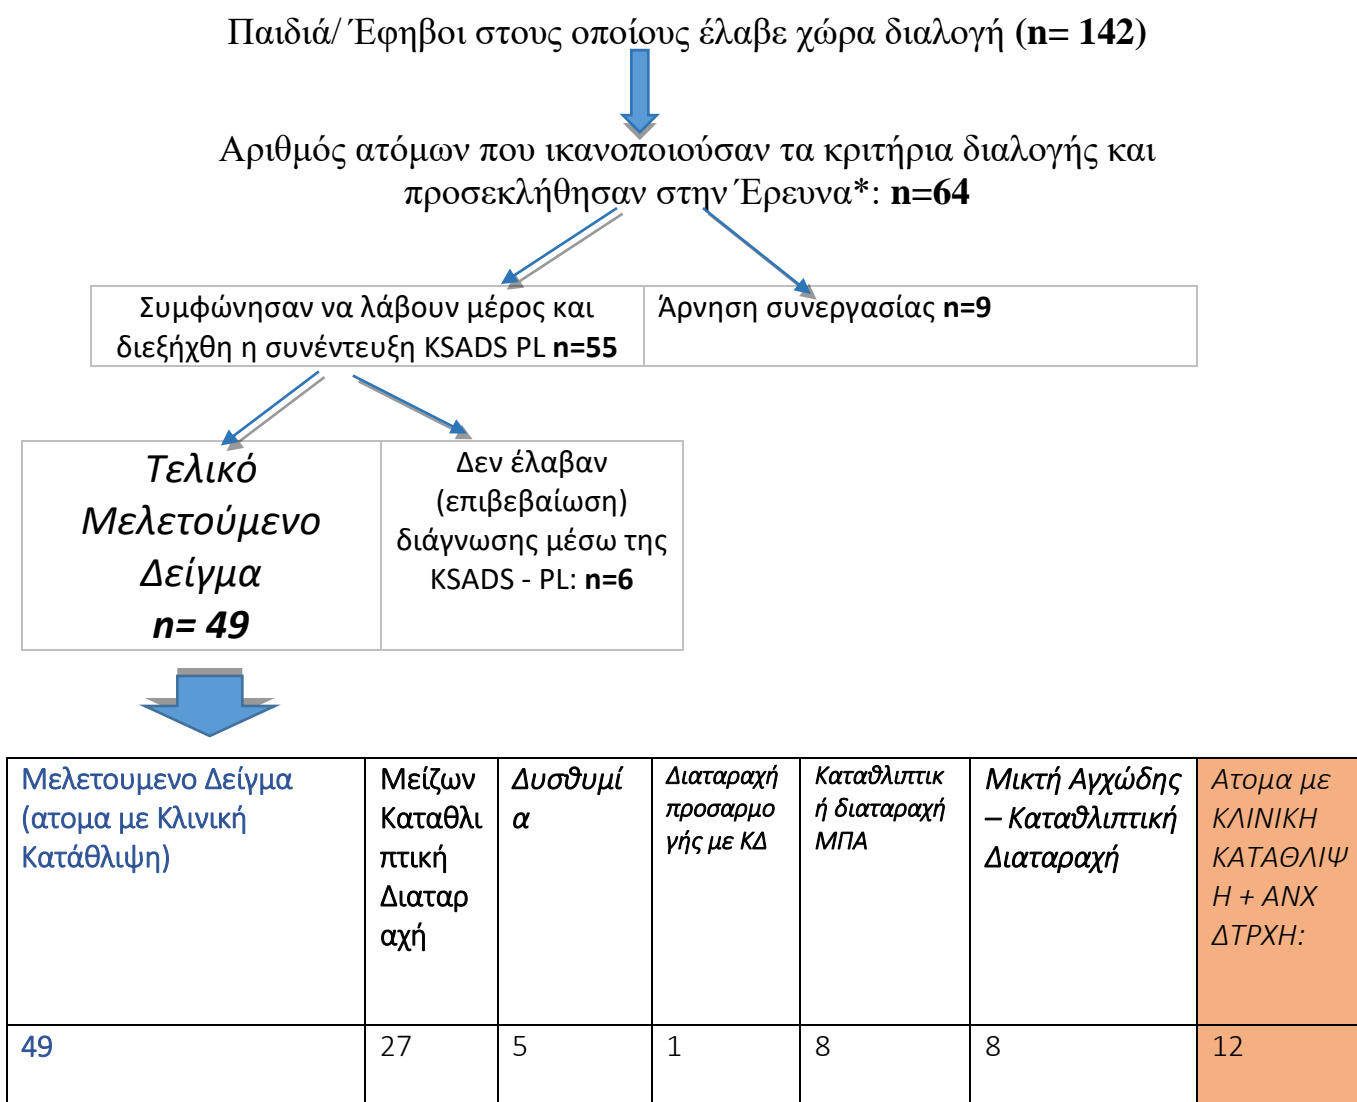 Παιδιά/ Έφηβοι στους οποίους έλαβε χώρα διαλογή (n= 142)
Αριθμός ατόμων που ικανοποιούσαν τα κριτήρια διαλογής και
προσεκλήθησαν στην Έρευνα*: n=64
Συμφώνησαν να λάβουν μέρος και
διεξήχθη η συνέντευξη KSADS PL n=55
Άρνηση συνεργασίας n=9
Τελικό
Μελετούμενο
Δείγμα
n= 49
Δεν έλαβαν
(επιβεβαίωση)
διάγνωσης μέσω της
KSADS - PL: n=6
Μελετουμενο Δείγμα
(ατομα με Κλινική
Κατάθλιψη)
Μείζων
Καταθλι
πτική
Διαταρ
αχή
Δυσθυμί
α
Διαταραχή
προσαρμο
γής με ΚΔ
Καταθλιπτικ
ή διαταραχή
ΜΠΑ
Μικτή Αγχώδης
– Καταθλιπτική
Διαταραχή
Ατομα με
ΚΛΙΝΙΚΗ
ΚΑΤΑΘΛΙΨ
Η + ΑΝΧ
ΔΤΡΧΗ:
49
27
5
1
8
8
12